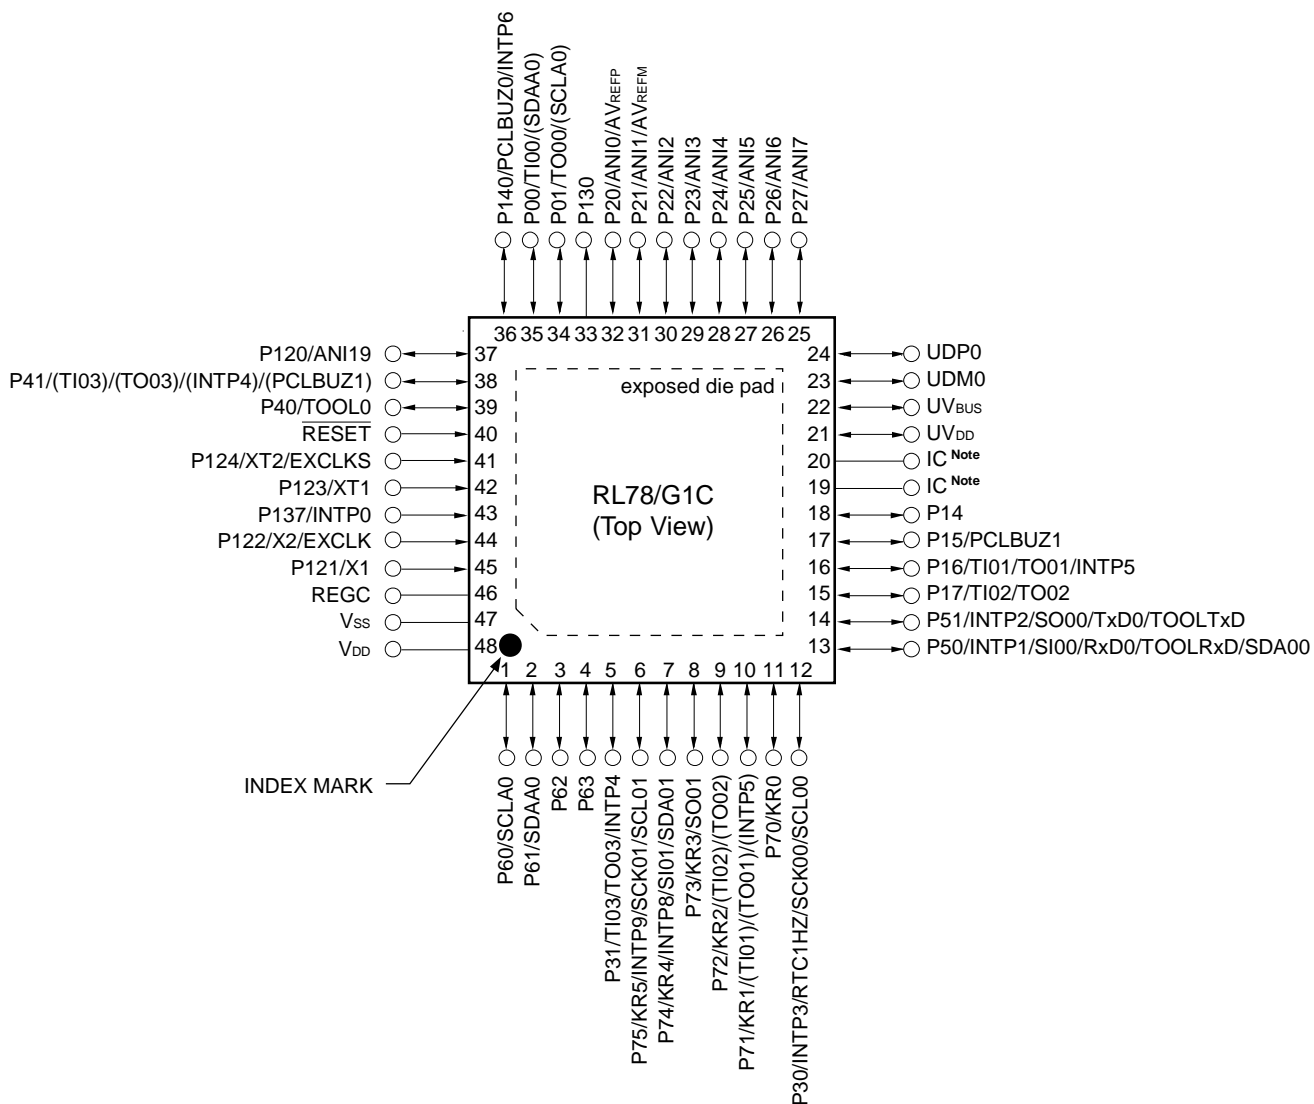 P140/PCLBUZ0/INTP6
P00/TI00/(SDAA0)
P01/TO00/(SCLA0)
P130
P20/ANI0/AVREFP
P21/ANI1/AVREFM
P22/ANI2
P23/ANI3
P24/ANI4
P25/ANI5
P26/ANI6
P27/ANI7
36 35 34 33 32 31 30 29 28 27 26 25
P120/ANI19 37
P41/(TI03)/(TO03)/(INTP4)/(PCLBUZ1) 38
P40/TOOL0 39
RESET 40
P124/XT2/EXCLKS 41
P123/XT1 42
P137/INTP0 43
P122/X2/EXCLK 44
P121/X1 45
REGC 46
VSS 47
VDD 48
exposed die pad
RL78/G1C
(Top View)
24 UDP0
23 UDM0
22 UVBUS
21 UVDD
20 IC Note
19 IC Note
18 P14
17 P15/PCLBUZ1
16 P16/TI01/TO01/INTP5
15 P17/TI02/TO02
14 P51/INTP2/SO00/TxD0/TOOLTxD
13 P50/INTP1/SI00/RxD0/TOOLRxD/SDA00
1 2 3 4 5 6 7 8 9 10 11 12
INDEX MARK
P60/SCLA0
P61/SDAA0
P62
P63
P31/TI03/TO03/INTP4
P75/KR5/INTP9/SCK01/SCL01
P74/KR4/INTP8/SI01/SDA01
P73/KR3/SO01
P72/KR2/(TI02)/(TO02)
P71/KR1/(TI01)/(TO01)/(INTP5)
P70/KR0
P30/INTP3/RTC1HZ/SCK00/SCL00